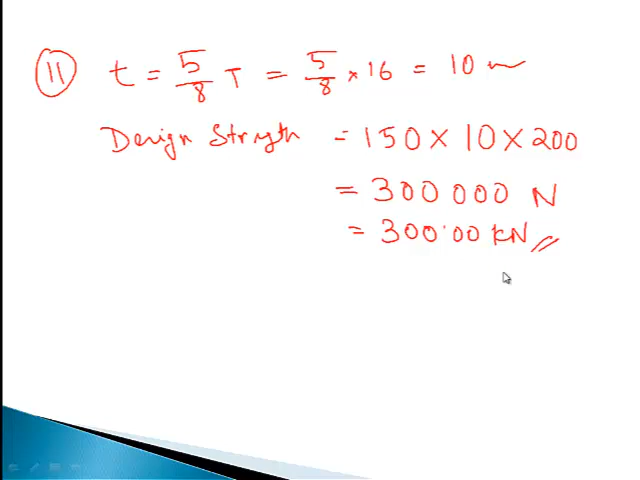 11 t = 5/8 T = 5/8 × 16 = 10 mm
Design Strength = 150 × 10 × 200
= 300 000 N
= 300.00 kN //